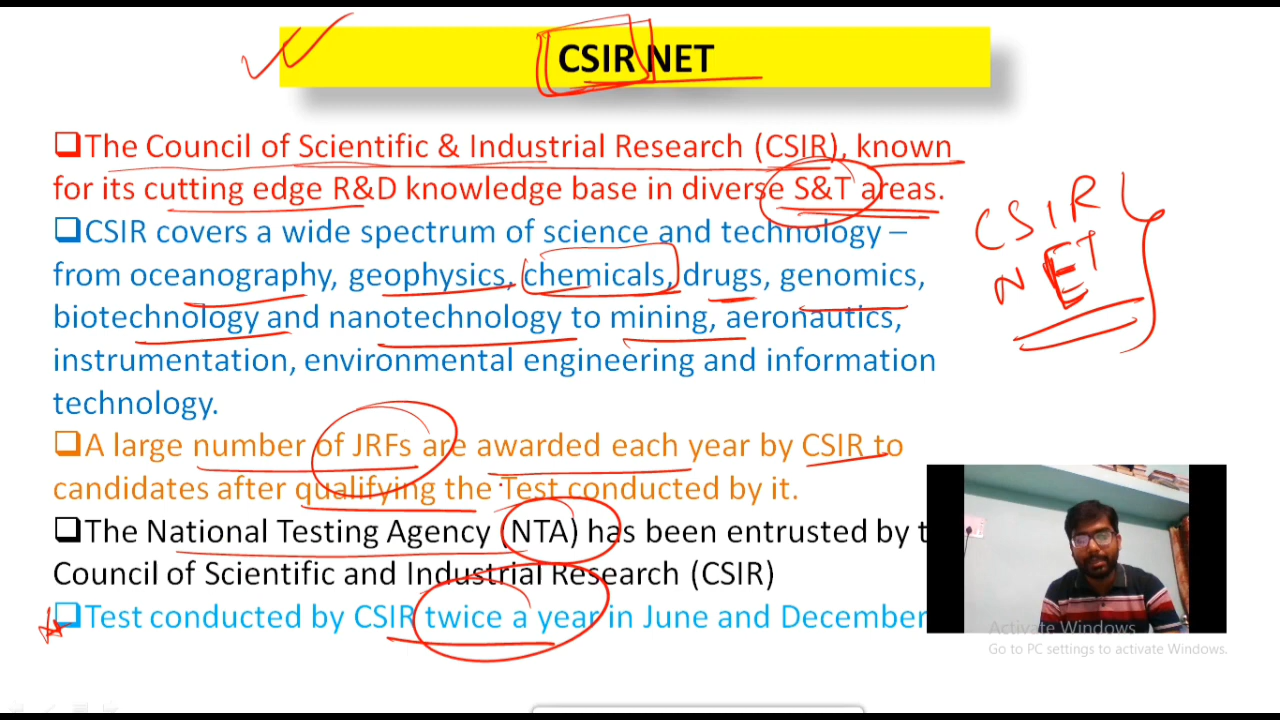 CSIR NET
❑The Council of Scientific & Industrial Research (CSIR), known
for its cutting edge R&D knowledge base in diverse S&T areas.
❑CSIR covers a wide spectrum of science and technology –
from oceanography, geophysics, chemicals, drugs, genomics,
biotechnology and nanotechnology to mining, aeronautics,
instrumentation, environmental engineering and information
technology.
❑A large number of JRFs are awarded each year by CSIR to
candidates after qualifying the Test conducted by it.
❑The National Testing Agency (NTA) has been entrusted by t
Council of Scientific and Industrial Research (CSIR)
❑Test conducted by CSIR twice a year in June and December
CSIR
NET
Activate Windows
Go to PC settings to activate Windows.